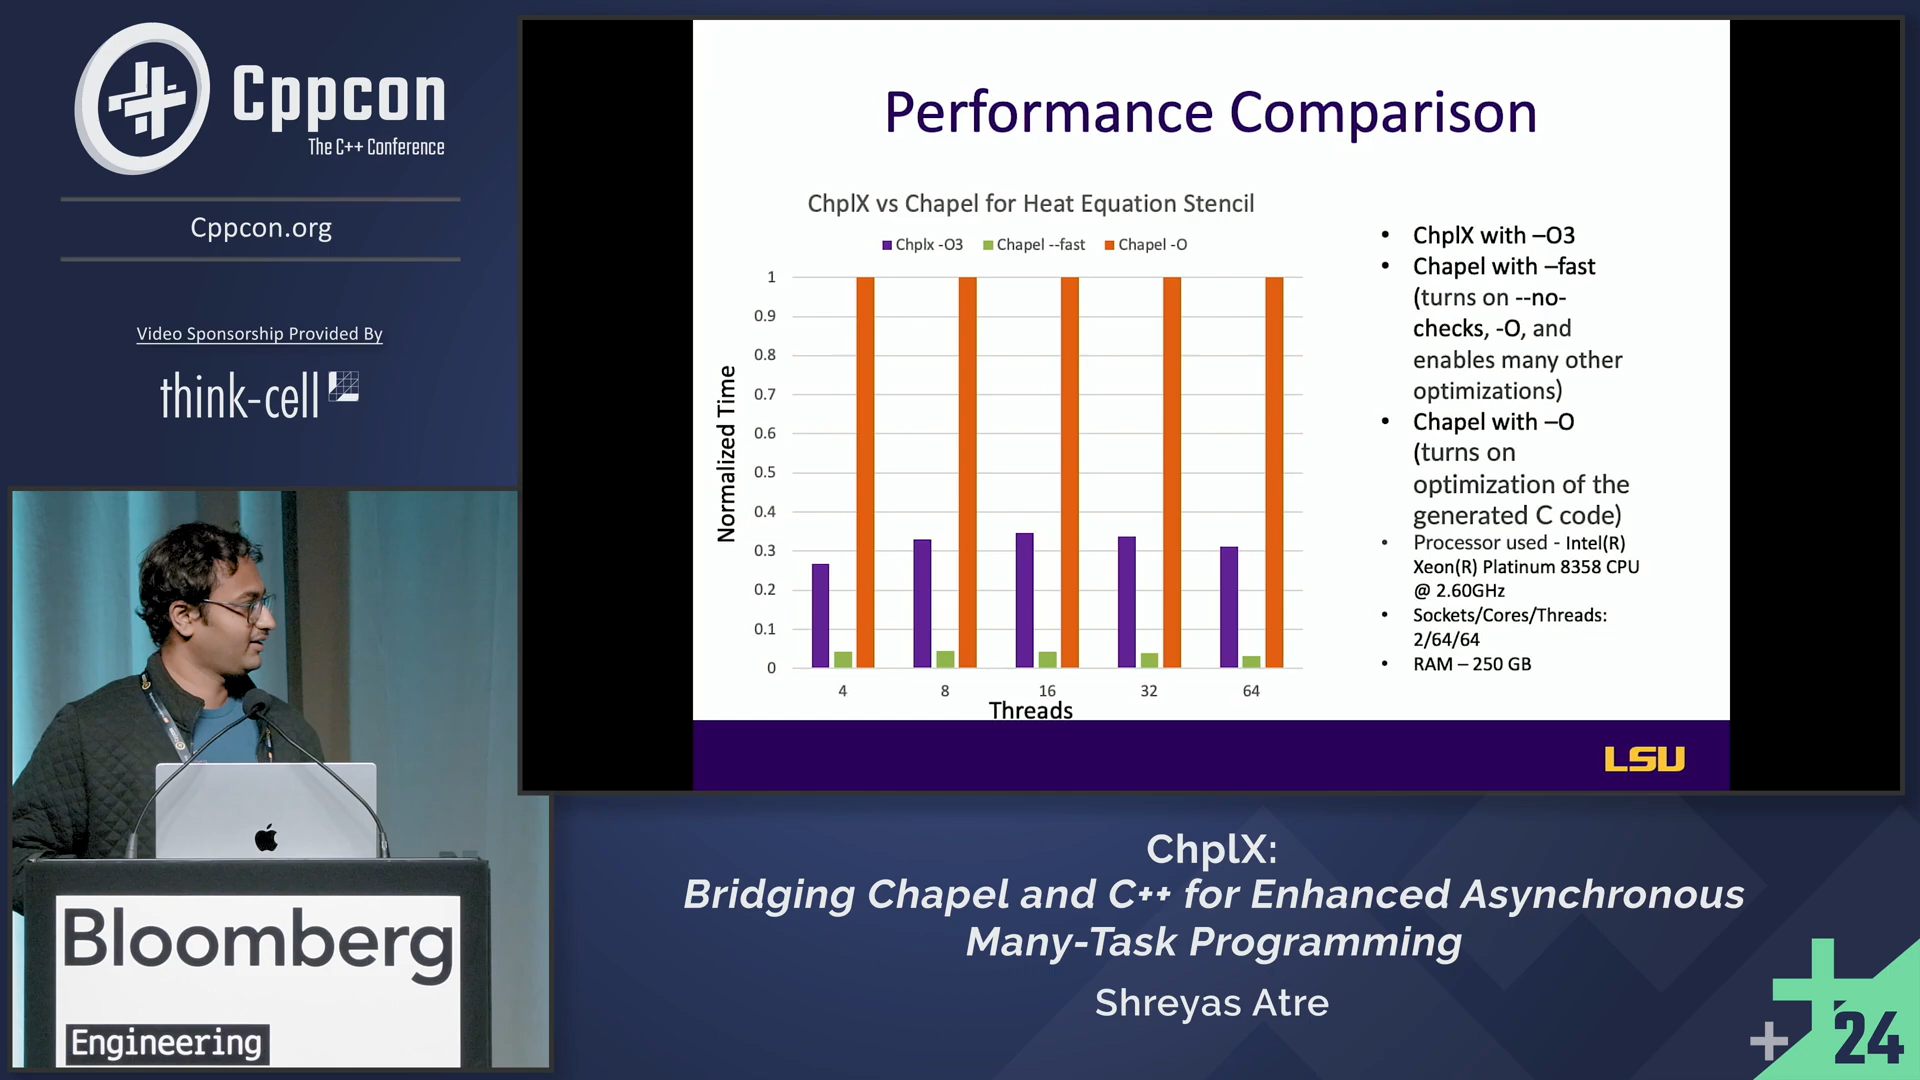 Cppcon
The C++ Conference
Cppcon.org
Video Sponsorship Provided By
think-cell
Performance Comparison
ChplX vs Chapel for Heat Equation Stencil
Chplx -O3 Chapel --fast Chapel -O
1
0.9
0.8
0.7
0.6
0.5
0.4
0.3
0.2
0.1
0
Normalized Time
4 8 16 32 64
Threads
• ChplX with –O3
• Chapel with –fast
(turns on --no-
checks, -O, and
enables many other
optimizations)
• Chapel with –O
(turns on
optimization of the
generated C code)
• Processor used - Intel(R)
Xeon(R) Platinum 8358 CPU
@ 2.60GHz
• Sockets/Cores/Threads:
2/64/64
• RAM – 250 GB
LSU
Bloomberg
Engineering
ChplX:
Bridging Chapel and C++ for Enhanced Asynchronous
Many-Task Programming
Shreyas Atre
24